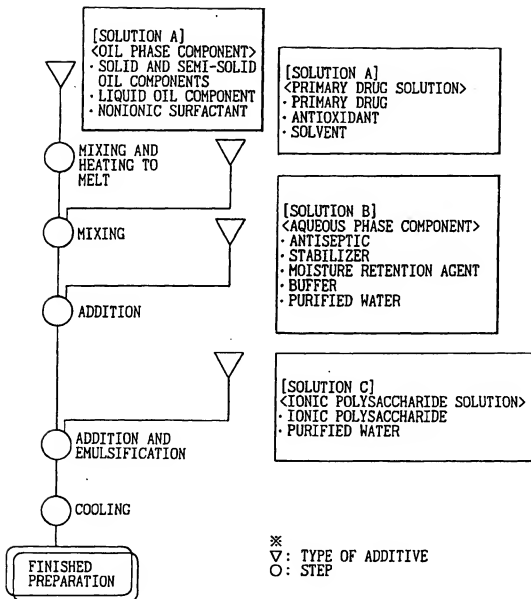 [SOLUTION A]
<OIL PHASE COMPONENT>
· SOLID AND SEMI-SOLID
OIL COMPONENTS
· LIQUID OIL COMPONENT
· NONIONIC SURFACTANT
[SOLUTION A]
<PRIMARY DRUG SOLUTION>
· PRIMARY DRUG
· ANTIOXIDANT
· SOLVENT
MIXING AND
HEATING TO
MELT
[SOLUTION B]
<AQUEOUS PHASE COMPONENT>
· ANTISEPTIC
· STABILIZER
· MOISTURE RETENTION AGENT
· BUFFER
· PURIFIED WATER
MIXING
ADDITION
[SOLUTION C]
<IONIC POLYSACCHARIDE SOLUTION>
· IONIC POLYSACCHARIDE
· PURIFIED WATER
ADDITION AND
EMULSIFICATION
COOLING
FINISHED
PREPARATION
※
▽: TYPE OF ADDITIVE
○: STEP